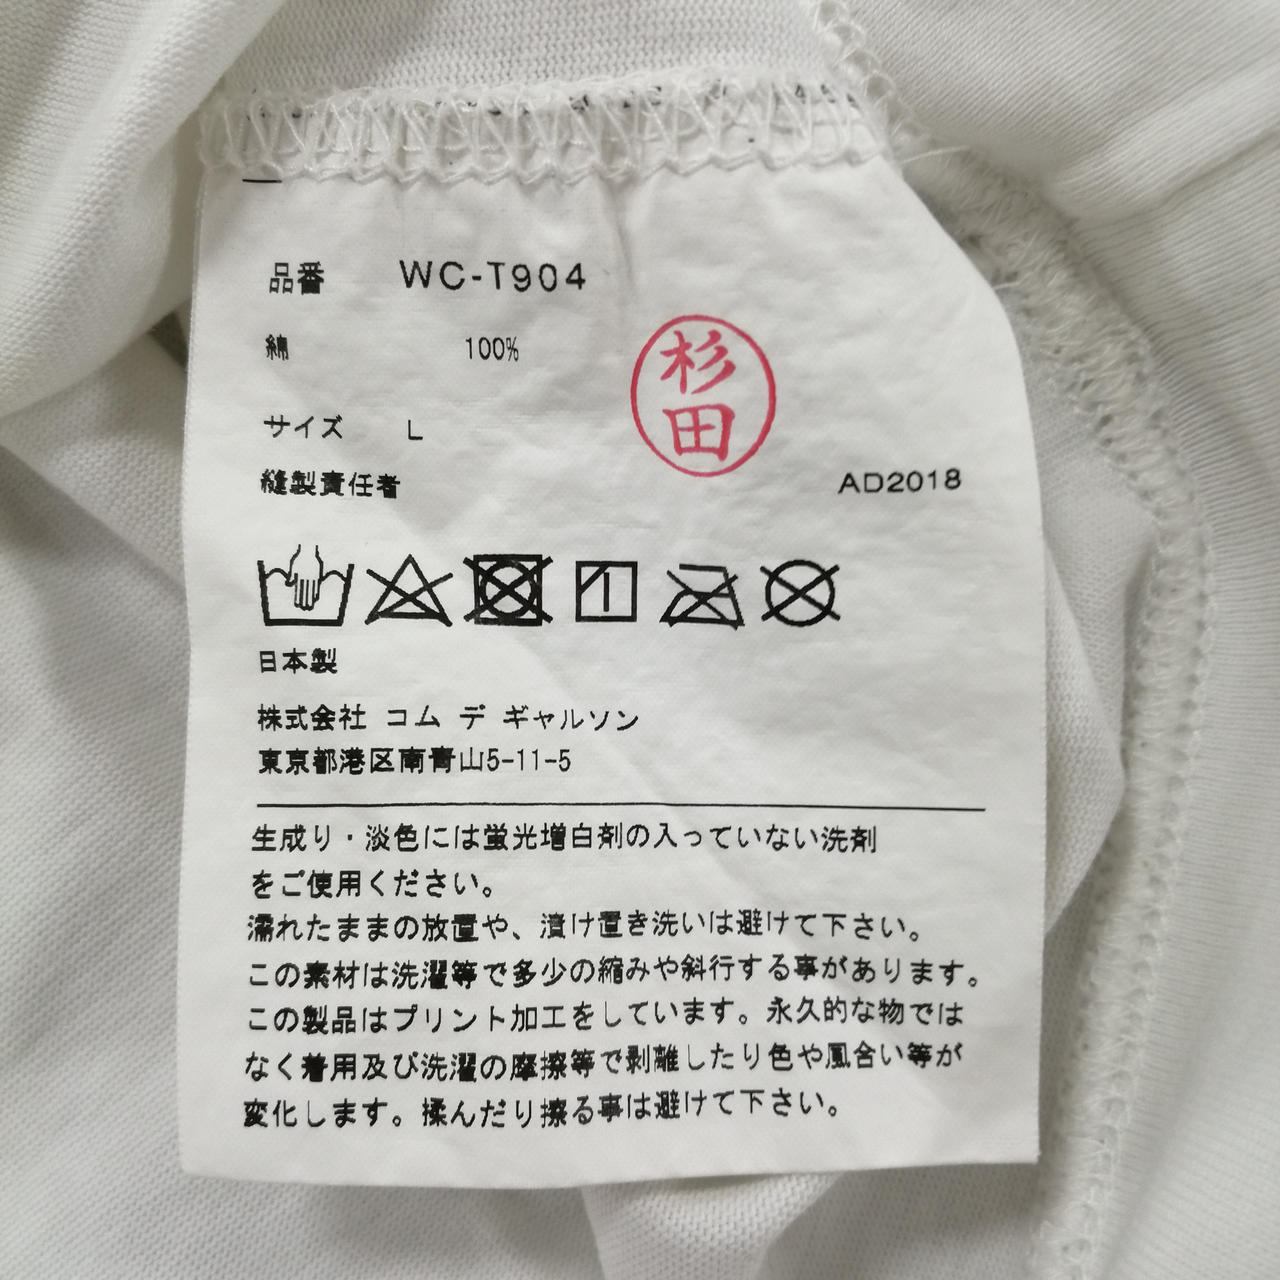 品番 WC-T904
綿 100%
杉田
サイズ L
縫製責任者 AD2018
日本製
株式会社 コム デ ギャルソン
東京都港区南青山5-11-5
生成り・淡色には蛍光増白剤の入っていない洗剤
をご使用ください。
濡れたままの放置や、漬け置き洗いは避けて下さい。
この素材は洗濯等で多少の縮みや斜行する事があります。
この製品はプリント加工をしています。永久的な物では
なく着用及び洗濯の摩擦等で剥離したり色や風合い等が
変化します。揉んだり擦る事は避けて下さい。